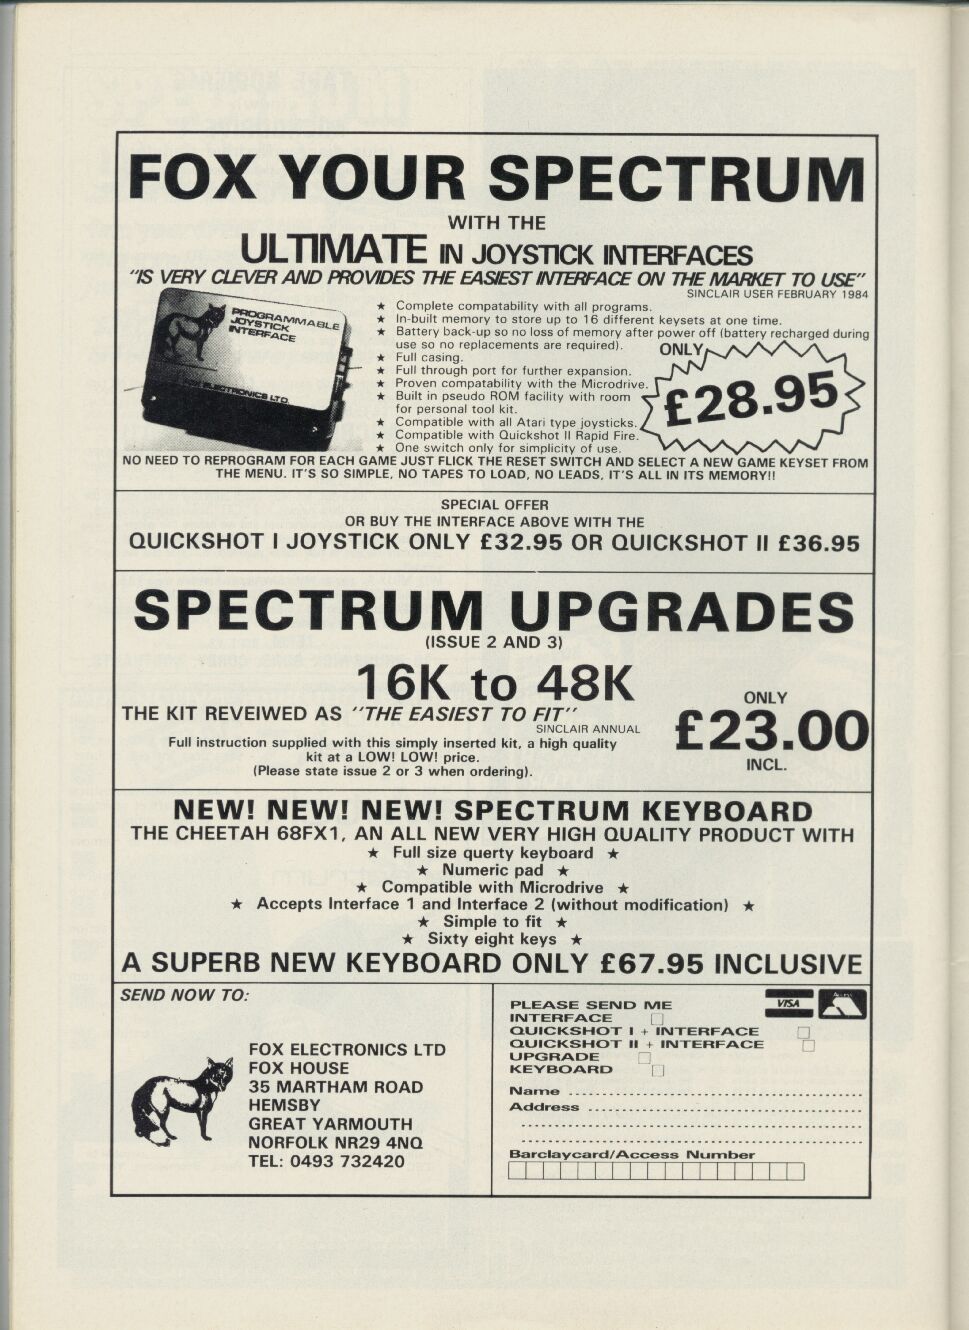 FOX YOUR SPECTRUM
WITH THE
ULTIMATE IN JOYSTICK INTERFACES
"IS VERY CLEVER AND PROVIDES THE EASIEST INTERFACE ON THE MARKET TO USE"
SINCLAIR USER FEBRUARY 1984
PROGRAMMABLE
JOYSTICK
INTERFACE
FOX ELECTRONICS LTD.
★ Complete compatability with all programs.
★ In-built memory to store up to 16 different keysets at one time.
★ Battery back-up so no loss of memory after power off (battery recharged during
use so no replacements are required).
★ Full casing.
★ Full through port for further expansion.
★ Proven compatability with the Microdrive.
★ Built in pseudo ROM facility with room
for personal tool kit.
★ Compatible with all Atari type joysticks.
★ Compatible with Quickshot II Rapid Fire.
★ One switch only for simplicity of use.
ONLY
£28.95
NO NEED TO REPROGRAM FOR EACH GAME JUST FLICK THE RESET SWITCH AND SELECT A NEW GAME KEYSET FROM
THE MENU. IT'S SO SIMPLE, NO TAPES TO LOAD, NO LEADS, IT'S ALL IN ITS MEMORY!!
SPECIAL OFFER
OR BUY THE INTERFACE ABOVE WITH THE
QUICKSHOT I JOYSTICK ONLY £32.95 OR QUICKSHOT II £36.95
SPECTRUM UPGRADES
(ISSUE 2 AND 3)
16K to 48K
THE KIT REVEIWED AS "THE EASIEST TO FIT"
SINCLAIR ANNUAL
Full instruction supplied with this simply inserted kit, a high quality
kit at a LOW! LOW! price.
(Please state issue 2 or 3 when ordering).
ONLY
£23.00
INCL.
NEW! NEW! NEW! SPECTRUM KEYBOARD
THE CHEETAH 68FX1, AN ALL NEW VERY HIGH QUALITY PRODUCT WITH
★ Full size querty keyboard ★
★ Numeric pad ★
★ Compatible with Microdrive ★
★ Accepts Interface 1 and Interface 2 (without modification) ★
★ Simple to fit ★
★ Sixty eight keys ★
A SUPERB NEW KEYBOARD ONLY £67.95 INCLUSIVE
SEND NOW TO:
FOX ELECTRONICS LTD
FOX HOUSE
35 MARTHAM ROAD
HEMSBY
GREAT YARMOUTH
NORFOLK NR29 4NQ
TEL: 0493 732420
VISA
Access
PLEASE SEND ME
INTERFACE
QUICKSHOT I + INTERFACE
QUICKSHOT II + INTERFACE
UPGRADE
KEYBOARD
Name
Address
Barclaycard/Access Number